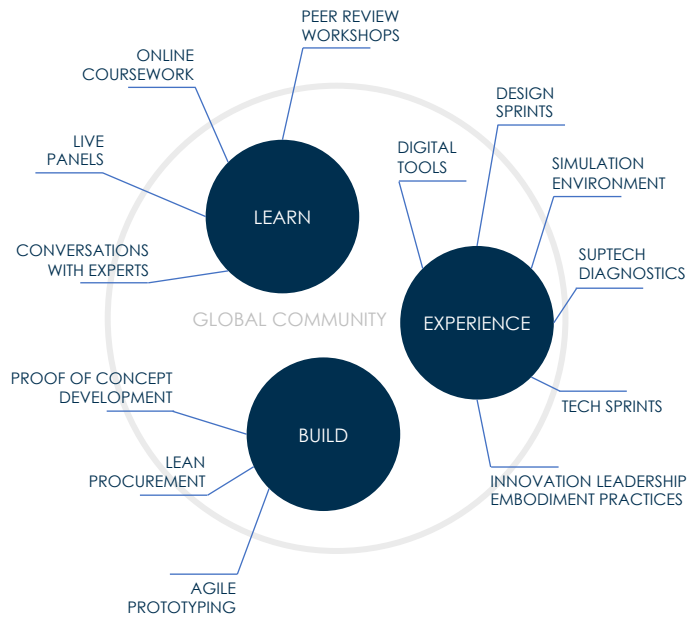 PEER REVIEW
WORKSHOPS
ONLINE
COURSEWORK
LIVE
PANELS
CONVERSATIONS
WITH EXPERTS
LEARN
DESIGN
SPRINTS
DIGITAL
TOOLS
SIMULATION
ENVIRONMENT
SUPTECH
DIAGNOSTICS
EXPERIENCE
TECH SPRINTS
INNOVATION LEADERSHIP
EMBODIMENT PRACTICES
GLOBAL COMMUNITY
PROOF OF CONCEPT
DEVELOPMENT
LEAN
PROCUREMENT
BUILD
AGILE
PROTOTYPING